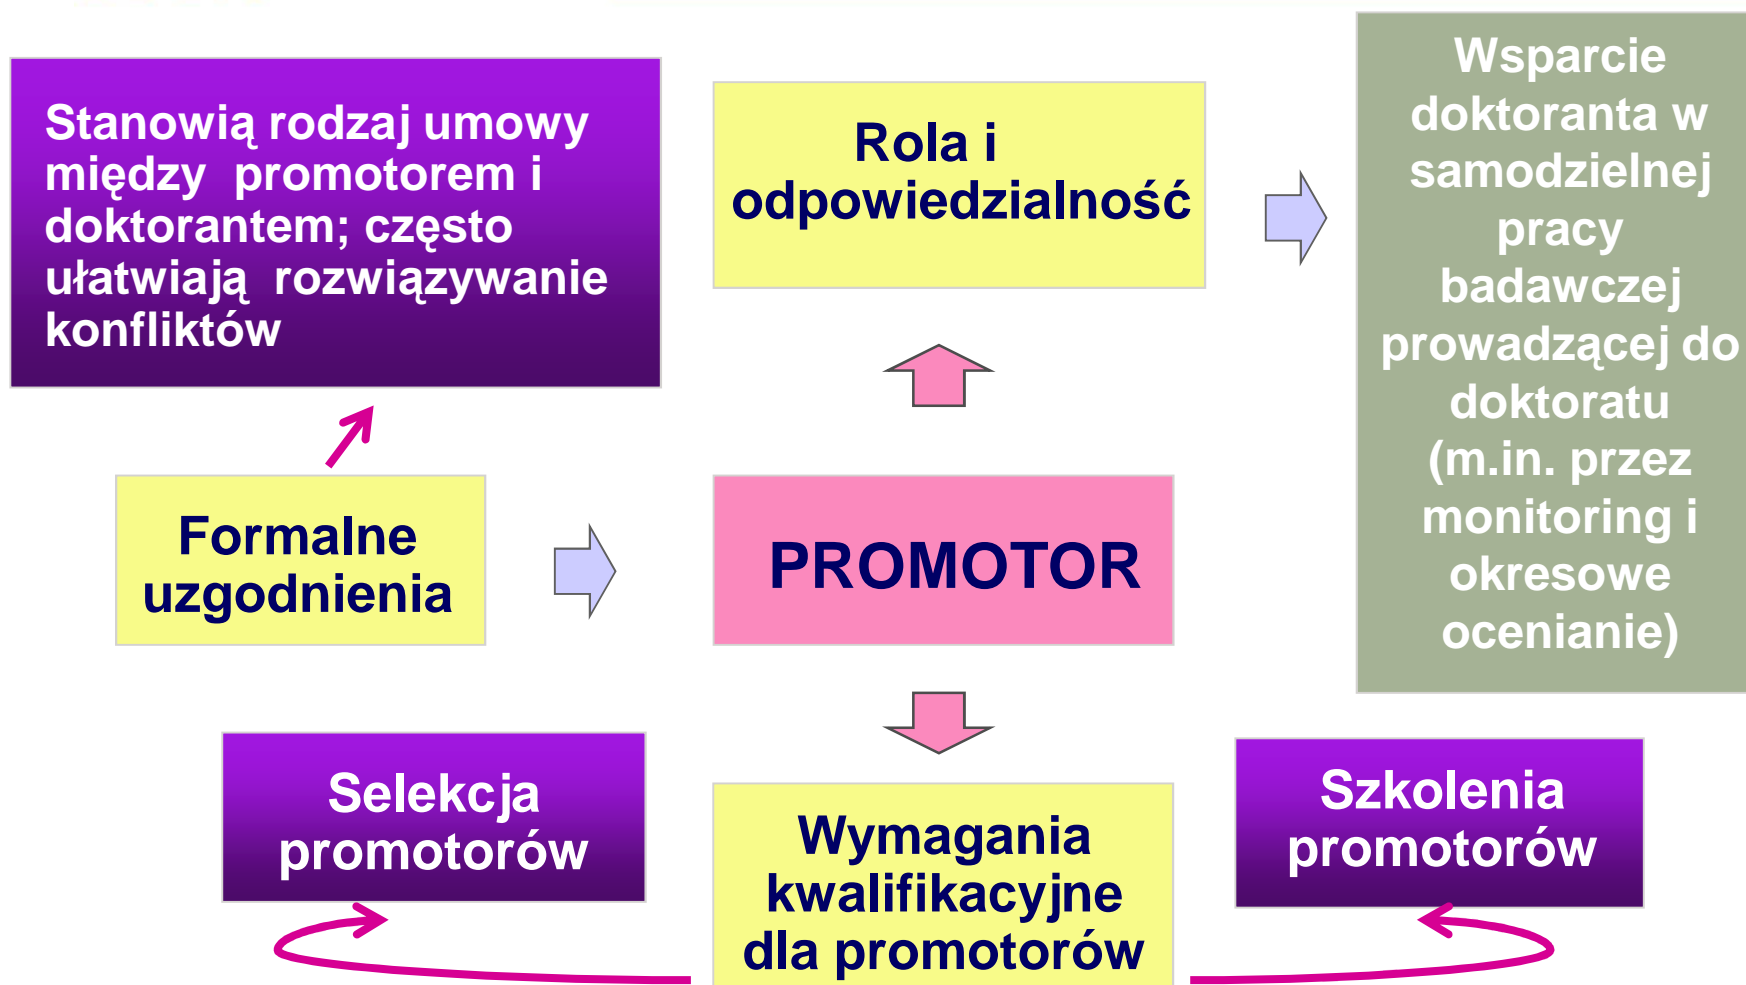 Stanowią rodzaj umowy
między promotorem i
doktorantem; często
ułatwiają rozwiązywanie
konfliktów
Rola i
odpowiedzialność
Wsparcie
doktoranta w
samodzielnej
pracy
badawczej
prowadzącej do
doktoratu
(m.in. przez
monitoring i
okresowe
ocenianie)
Formalne
uzgodnienia
PROMOTOR
Selekcja
promotorów
Wymagania
kwalifikacyjne
dla promotorów
Szkolenia
promotorów